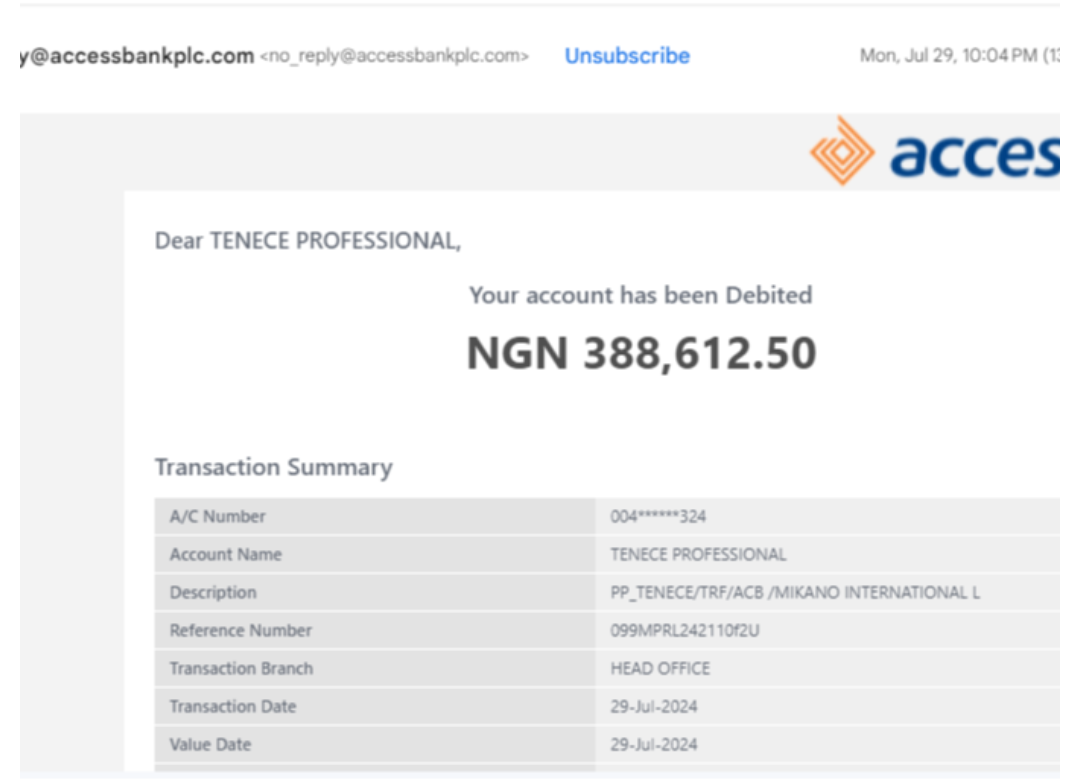 y@accessbankplc.com <no_reply@accessbankplc.com> Unsubscribe Mon, Jul 29, 10:04 PM (13
acces
Dear TENECE PROFESSIONAL,
Your account has been Debited
NGN 388,612.50
Transaction Summary
A/C Number 004******324
Account Name TENECE PROFESSIONAL
Description PP_TENECE/TRF/ACB /MIKANO INTERNATIONAL L
Reference Number 099MPRL242110f2U
Transaction Branch HEAD OFFICE
Transaction Date 29-Jul-2024
Value Date 29-Jul-2024